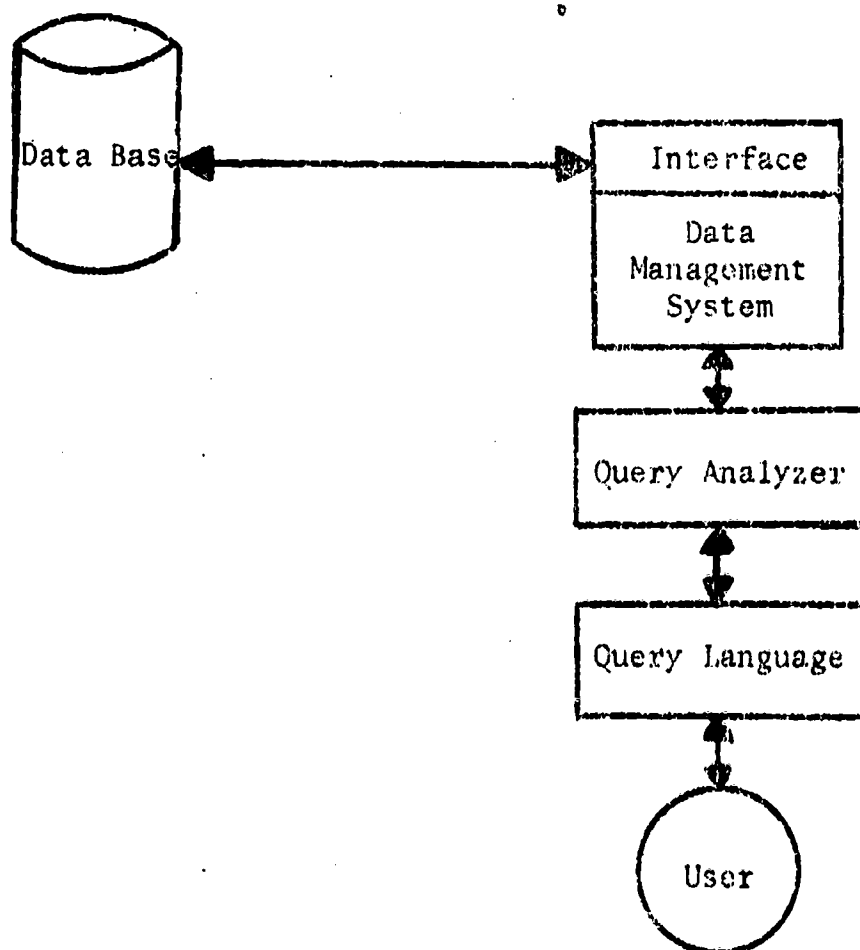 Data Base
Interface
Data
Management
System
Query Analyzer
Query Language
User